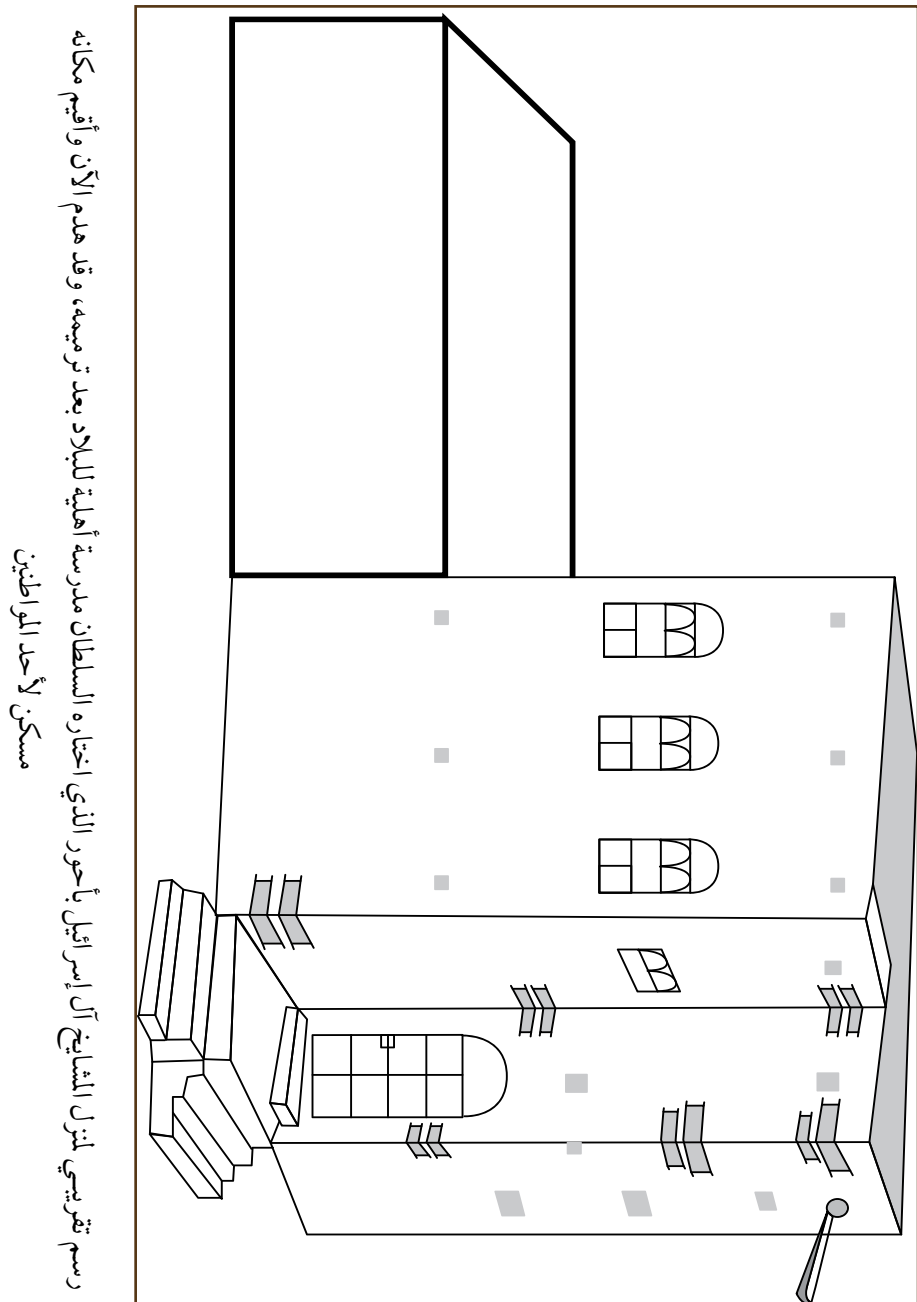 رسم تقريبي لمنزل المشايخ آل إسرائيل بأحور الذي اختاره السلطان مدرسة أهلية للبلاد بعد ترميمه، وقد هدم الآن وأقيم مكانه
مسكن لأحد المواطنين